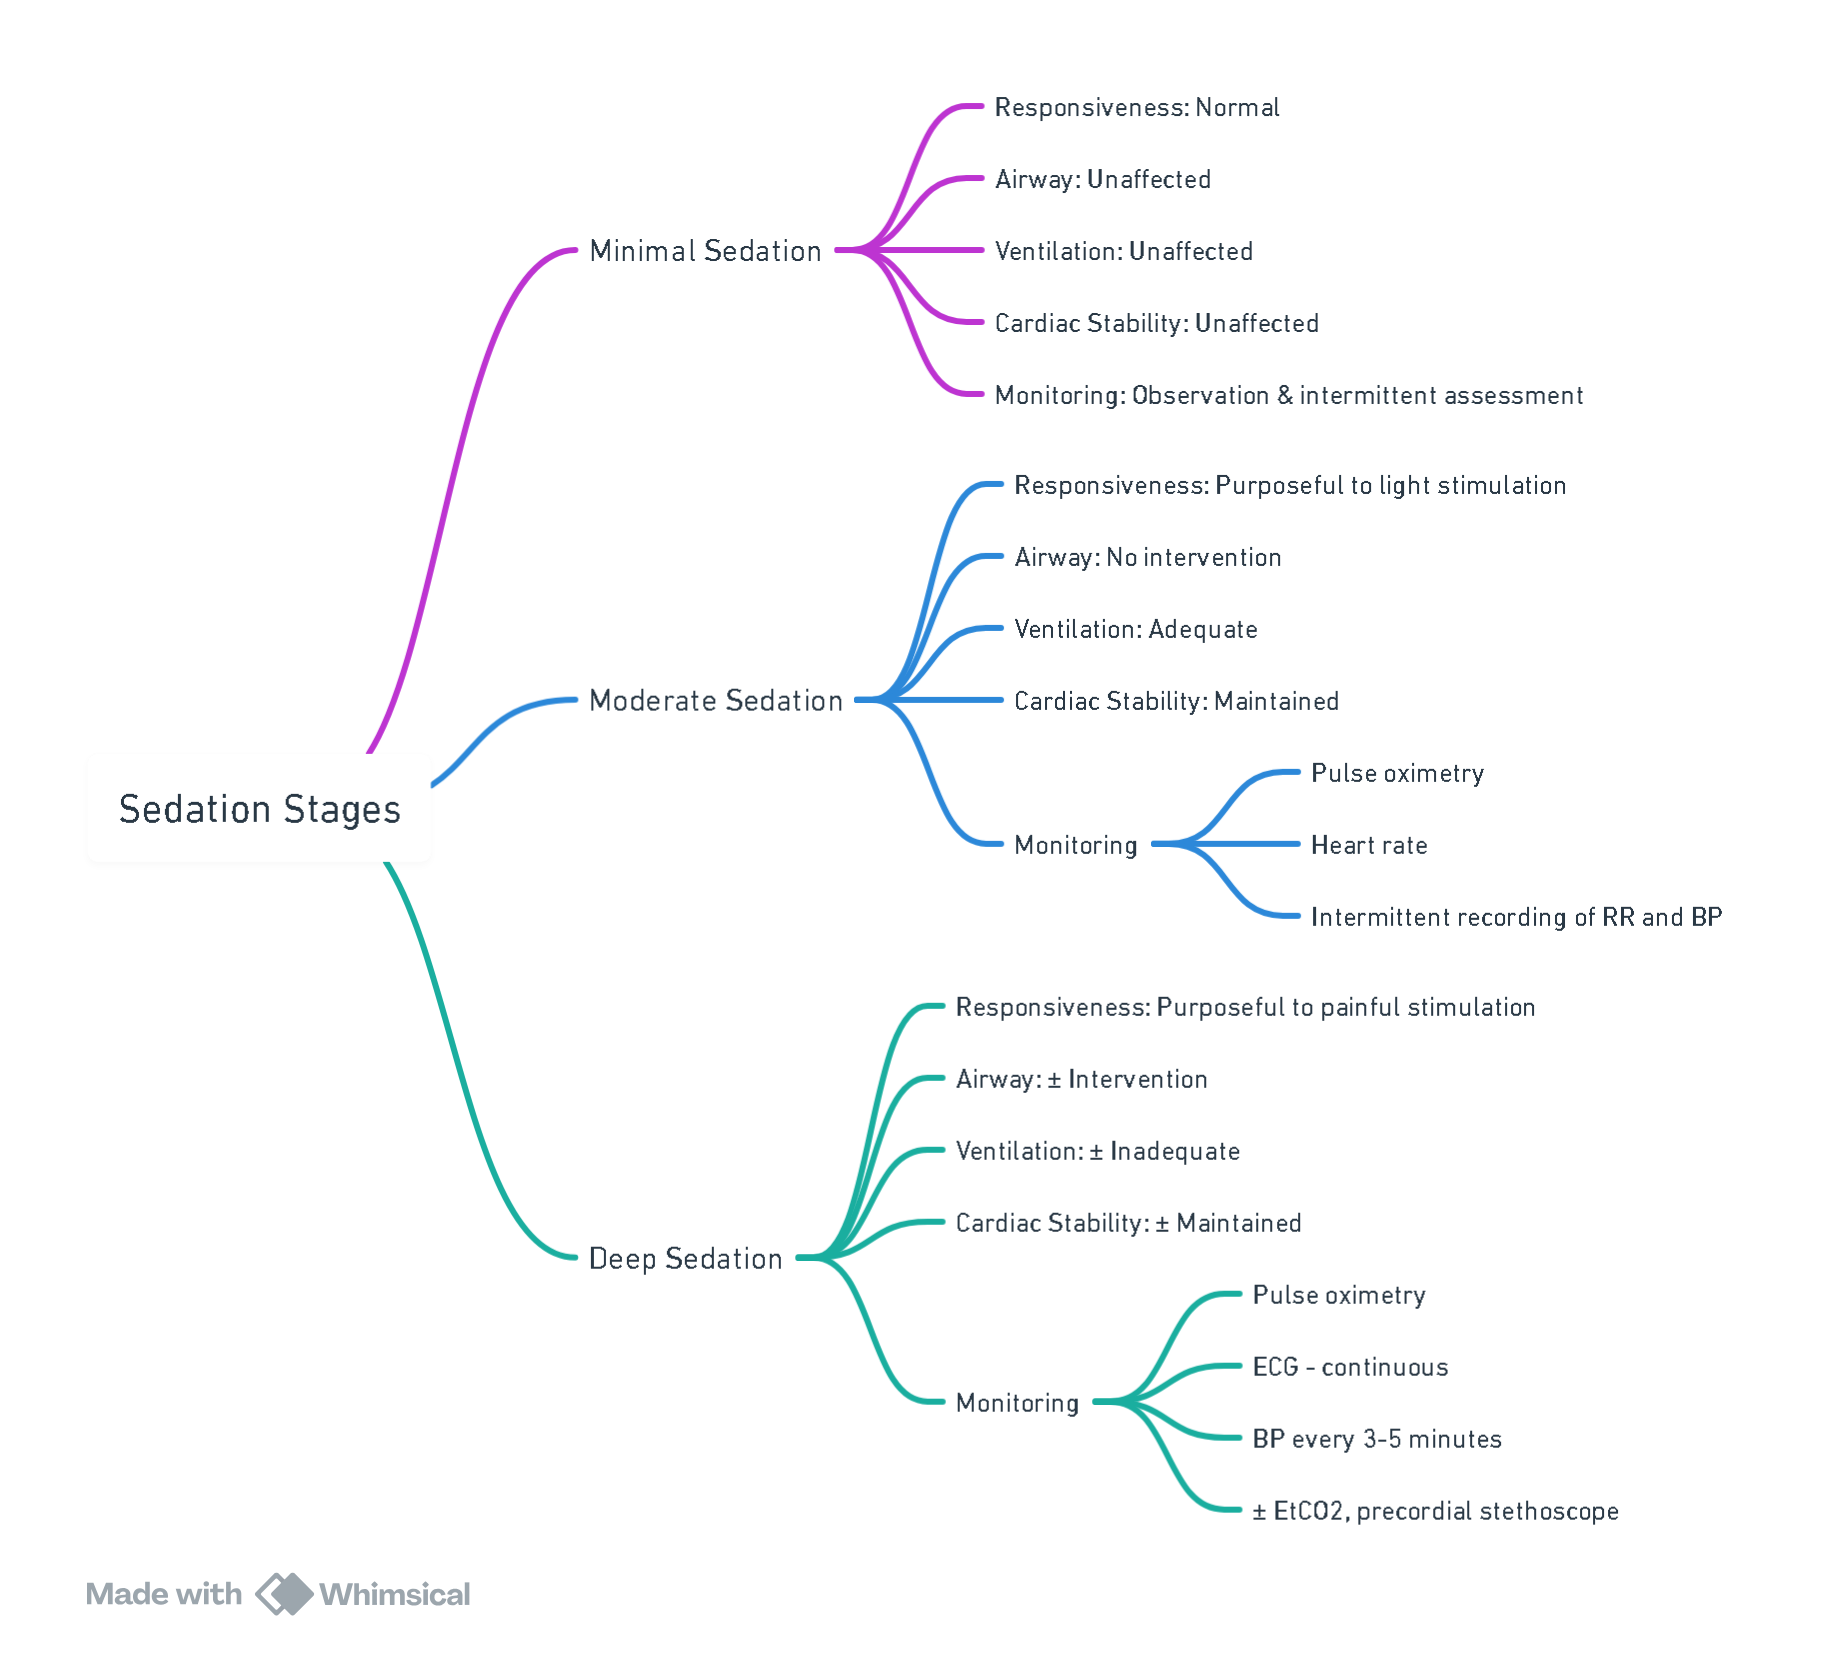 Sedation Stages
Minimal Sedation
Responsiveness: Normal
Airway: Unaffected
Ventilation: Unaffected
Cardiac Stability: Unaffected
Monitoring: Observation & intermittent assessment
Moderate Sedation
Responsiveness: Purposeful to light stimulation
Airway: No intervention
Ventilation: Adequate
Cardiac Stability: Maintained
Monitoring
Pulse oximetry
Heart rate
Intermittent recording of RR and BP
Deep Sedation
Responsiveness: Purposeful to painful stimulation
Airway: ± Intervention
Ventilation: ± Inadequate
Cardiac Stability: ± Maintained
Monitoring
Pulse oximetry
ECG - continuous
BP every 3-5 minutes
± EtCO2, precordial stethoscope
Made with Whimsical